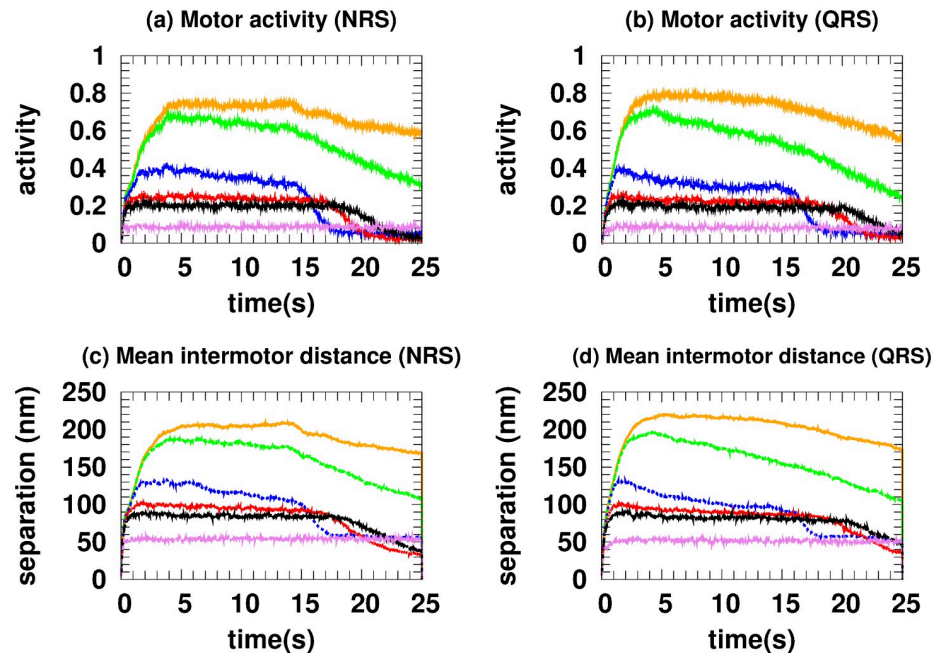 (a) Motor activity (NRS)
activity
1
0.8
0.6
0.4
0.2
0
0 5 10 15 20 25
time(s)
(b) Motor activity (QRS)
activity
1
0.8
0.6
0.4
0.2
0
0 5 10 15 20 25
time(s)
(c) Mean intermotor distance (NRS)
separation (nm)
250
200
150
100
50
0
0 5 10 15 20 25
time(s)
(d) Mean intermotor distance (QRS)
separation (nm)
250
200
150
100
50
0
0 5 10 15 20 25
time(s)